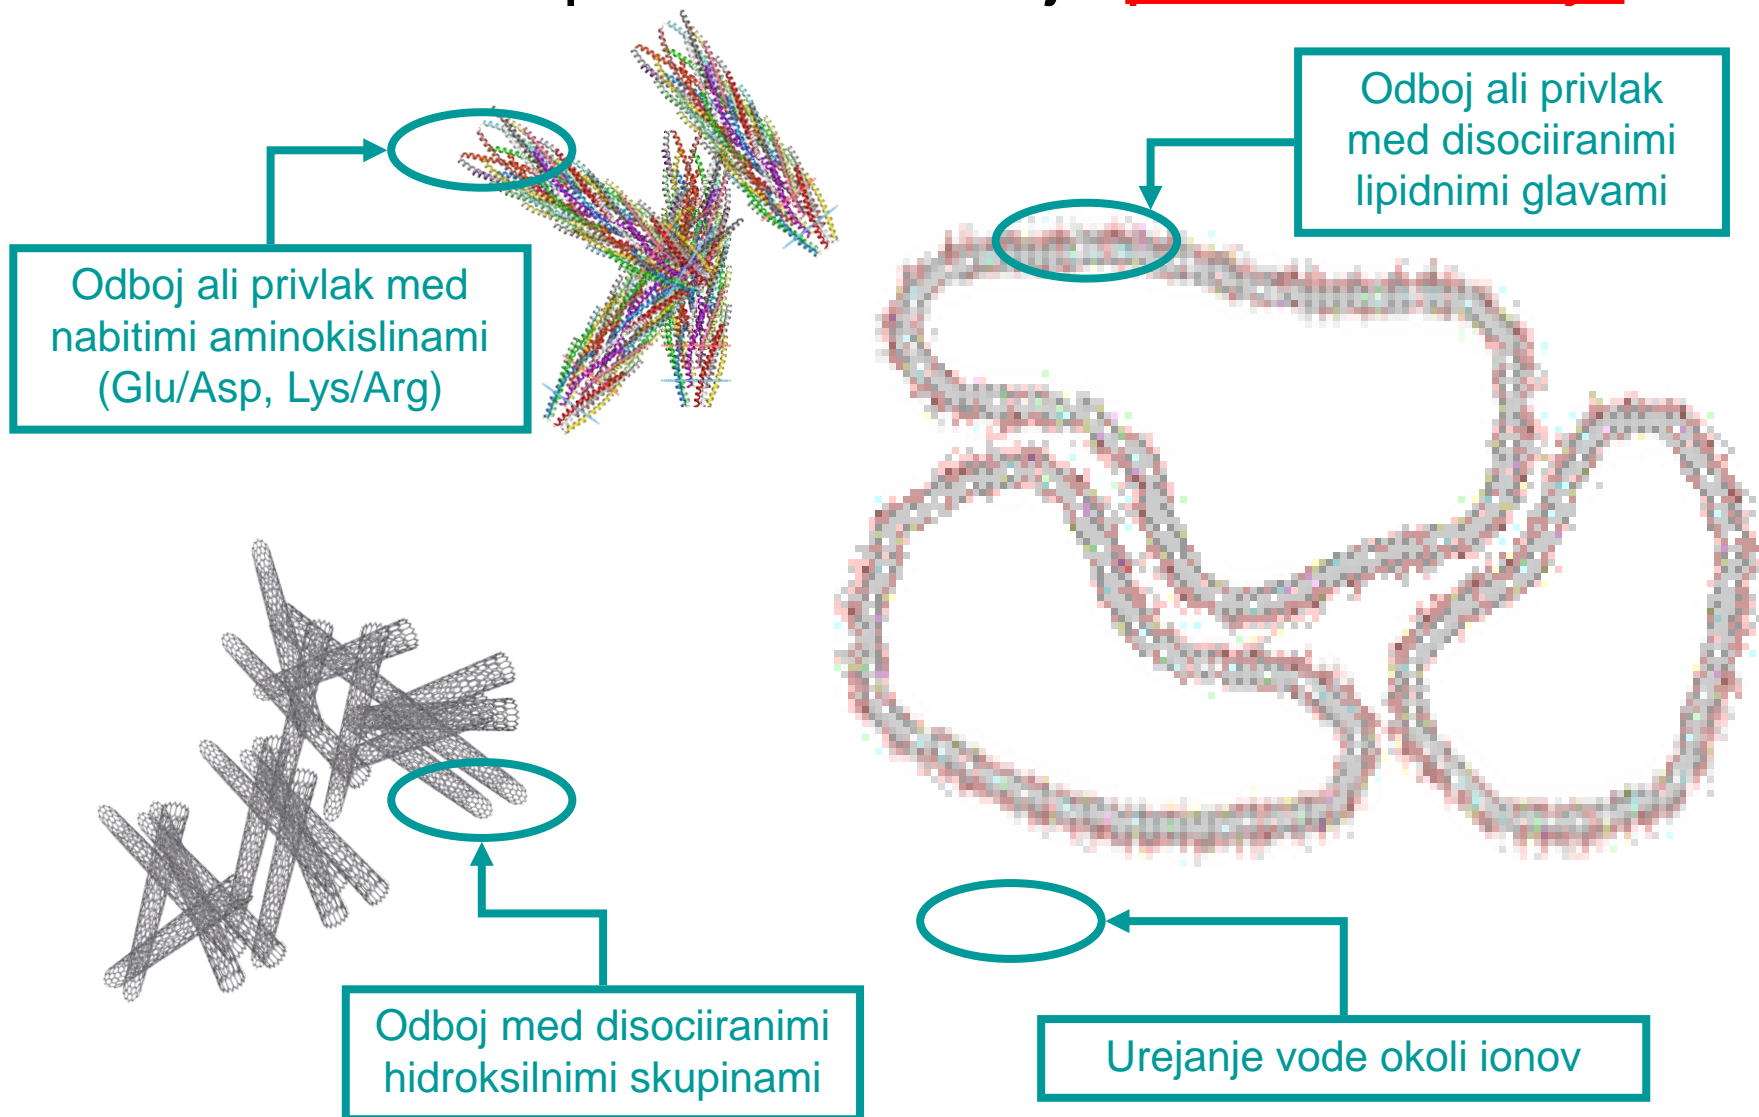 Odboj ali privlak
med disociiranimi
lipidnimi glavami
Odboj ali privlak med
nabitimi aminokislinami
(Glu/Asp, Lys/Arg)
Odboj med disociiranimi
hidroksilnimi skupinami
Urejanje vode okoli ionov